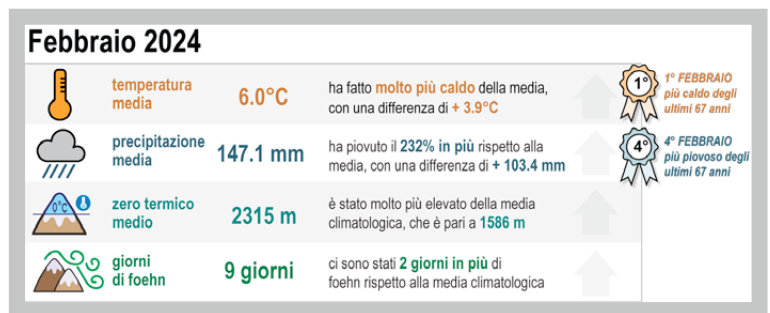 Febbraio 2024
temperatura
media
6.0°C
ha fatto molto più caldo della media,
con una differenza di + 3.9°C
1°
1° FEBBRAIO
più caldo degli
ultimi 67 anni
precipitazione
media
147.1 mm
ha piovuto il 232% in più rispetto alla
media, con una differenza di + 103.4 mm
4°
4° FEBBRAIO
più piovoso degli
ultimi 67 anni
0°C
zero termico
medio
2315 m
è stato molto più elevato della media
climatologica, che è pari a 1586 m
giorni
di foehn
9 giorni
ci sono stati 2 giorni in più di
foehn rispetto alla media climatologica